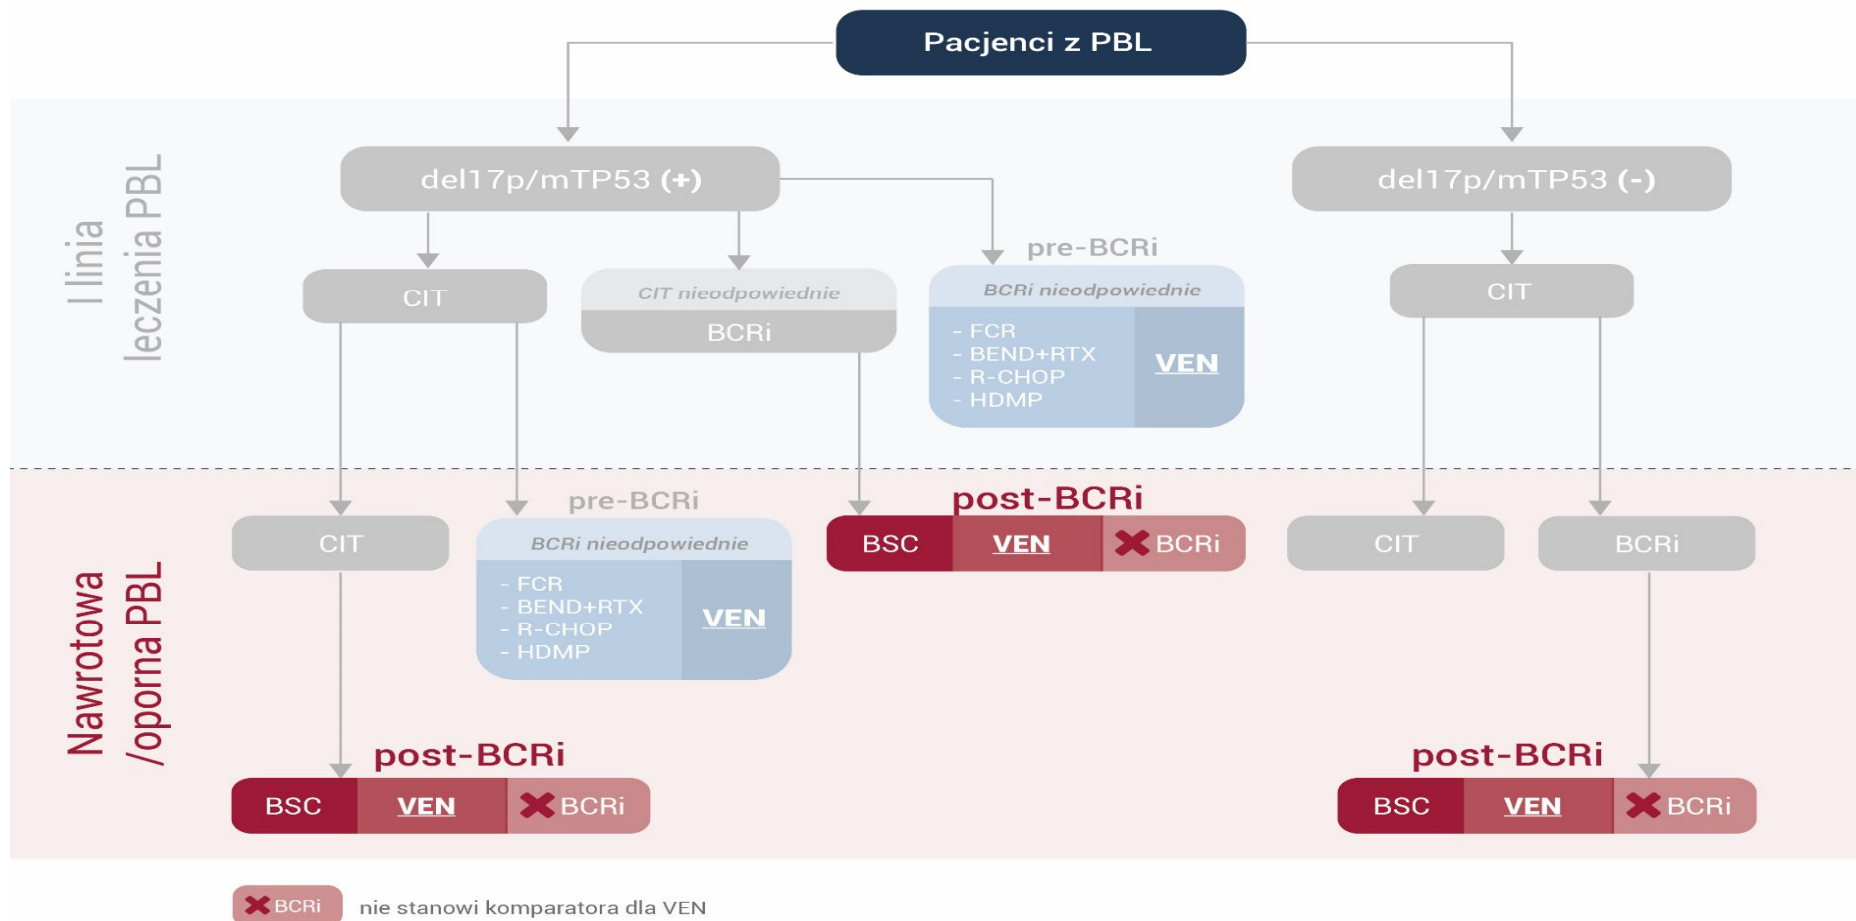 Pacjenci z PBL
I linia
leczenia PBL
del17p/mTP53 (+)
del17p/mTP53 (-)
pre-BCRi
CIT
CIT nieodpowiednie
BCRi
BCRi nieodpowiednie
- FCR
- BEND+RTX
- R-CHOP
- HDMP
VEN
CIT
Nawrotowa
/oporna PBL
pre-BCRi
post-BCRi
CIT
BCRi nieodpowiednie
- FCR
- BEND+RTX
- R-CHOP
- HDMP
VEN
BSC VEN ✖ BCRi
CIT
BCRi
post-BCRi
BSC VEN ✖ BCRi
post-BCRi
BSC VEN ✖ BCRi
✖ BCRi nie stanowi komparatora dla VEN